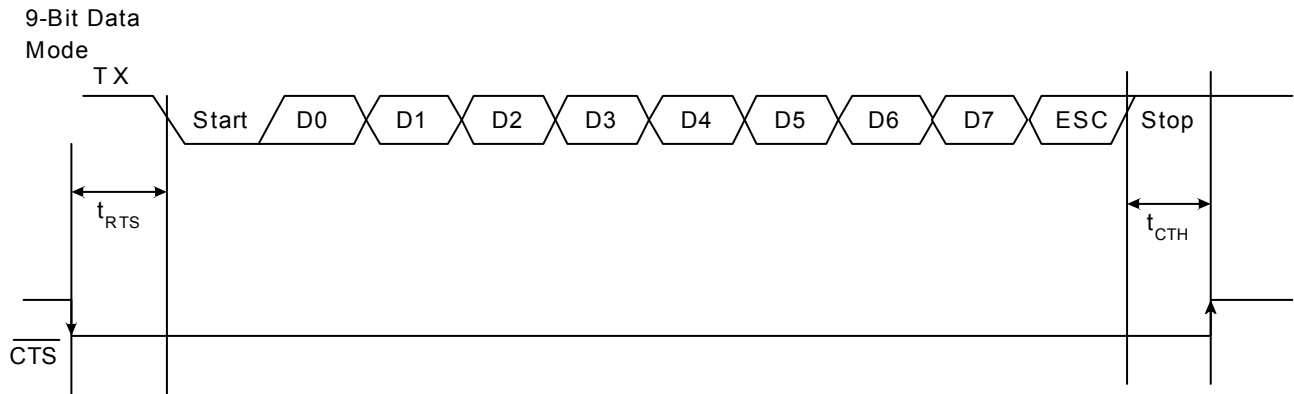 9-Bit Data
Mode
TX
Start D0 D1 D2 D3 D4 D5 D6 D7 ESC Stop
tRTS
tCTH
CTS